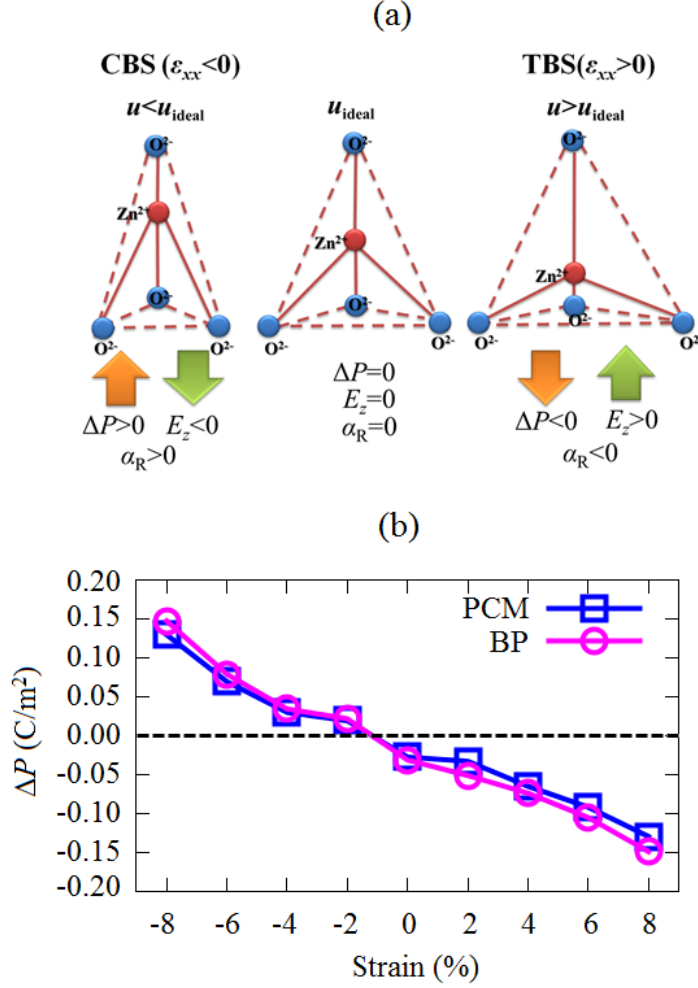 (a)
CBS (εxx<0) TBS(εxx>0)
u<uideal uideal u>uideal
O2- O2- O2-
Zn2+ Zn2+ Zn2+
O2- O2- O2-
O2- O2- O2- O2- O2- O2-
ΔP>0 Ez<0 ΔP=0 ΔP<0 Ez>0
αR>0 Ez=0 αR<0
αR=0
(b)
0.20
0.15
0.10
0.05
0.00
-0.05
-0.10
-0.15
-0.20
ΔP (C/m²)
PCM
BP
-8 -6 -4 -2 0 2 4 6 8
Strain (%)